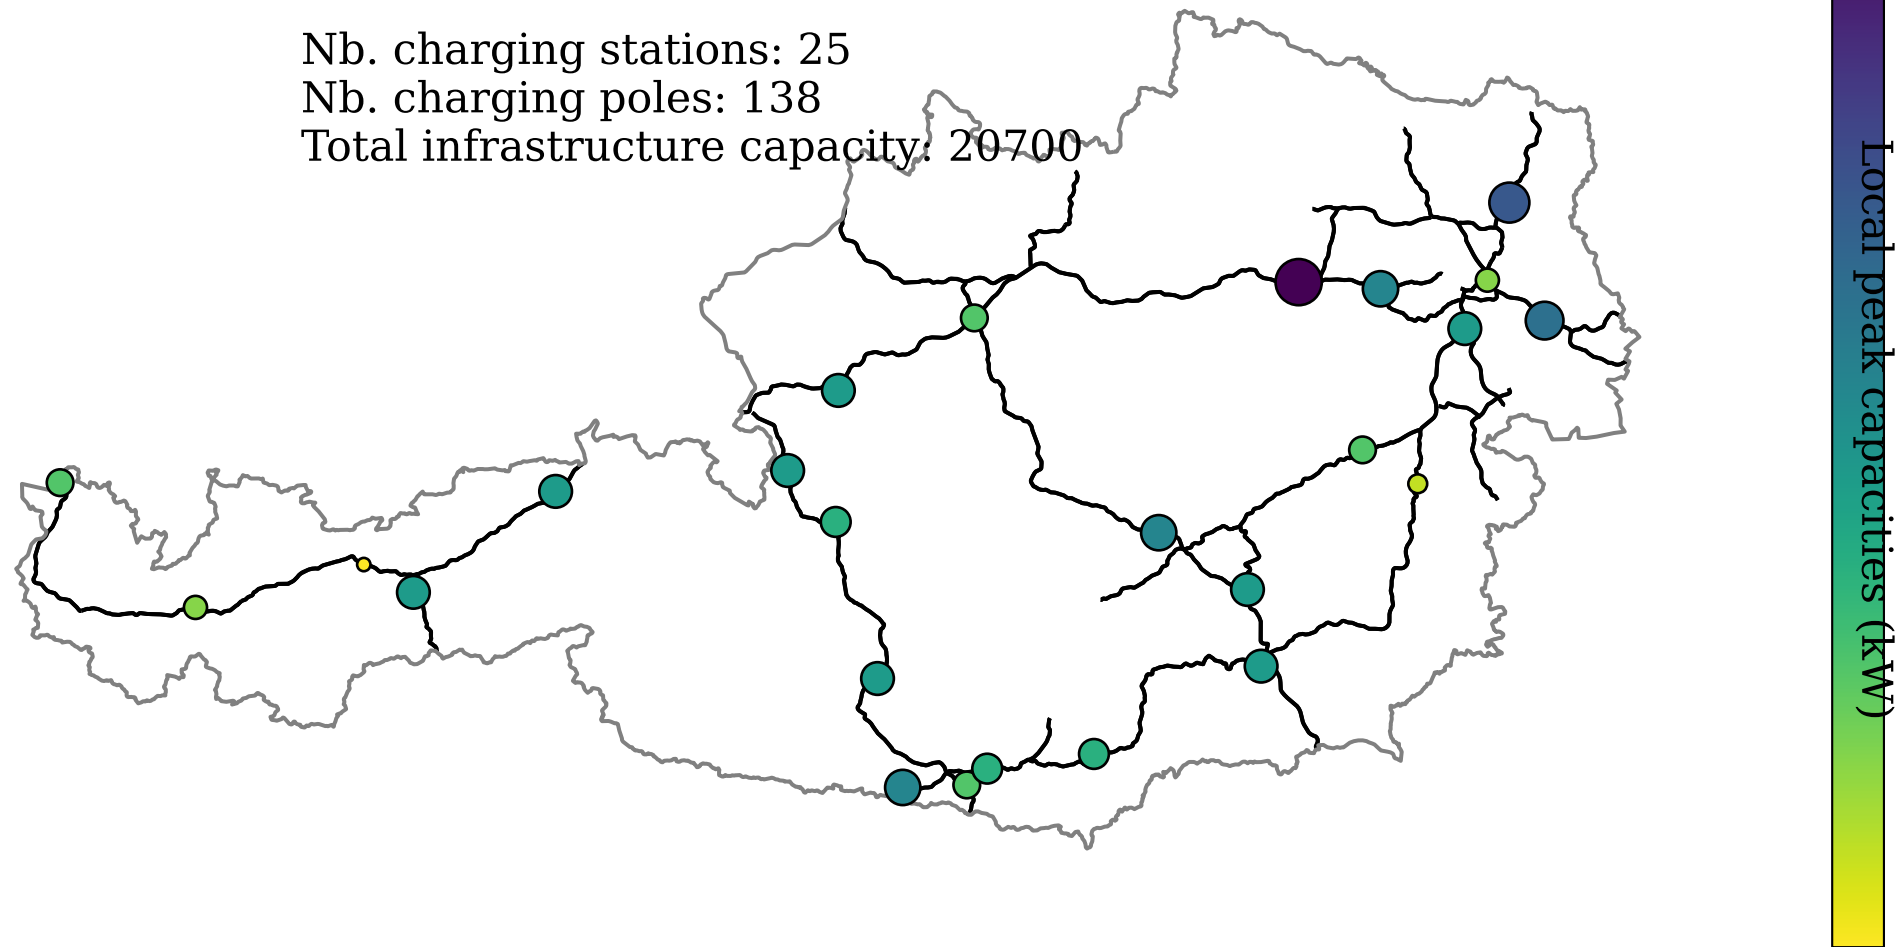 Nb. charging stations: 25
Nb. charging poles: 138
Total infrastructure capacity: 20700
Local peak capacities (kW)